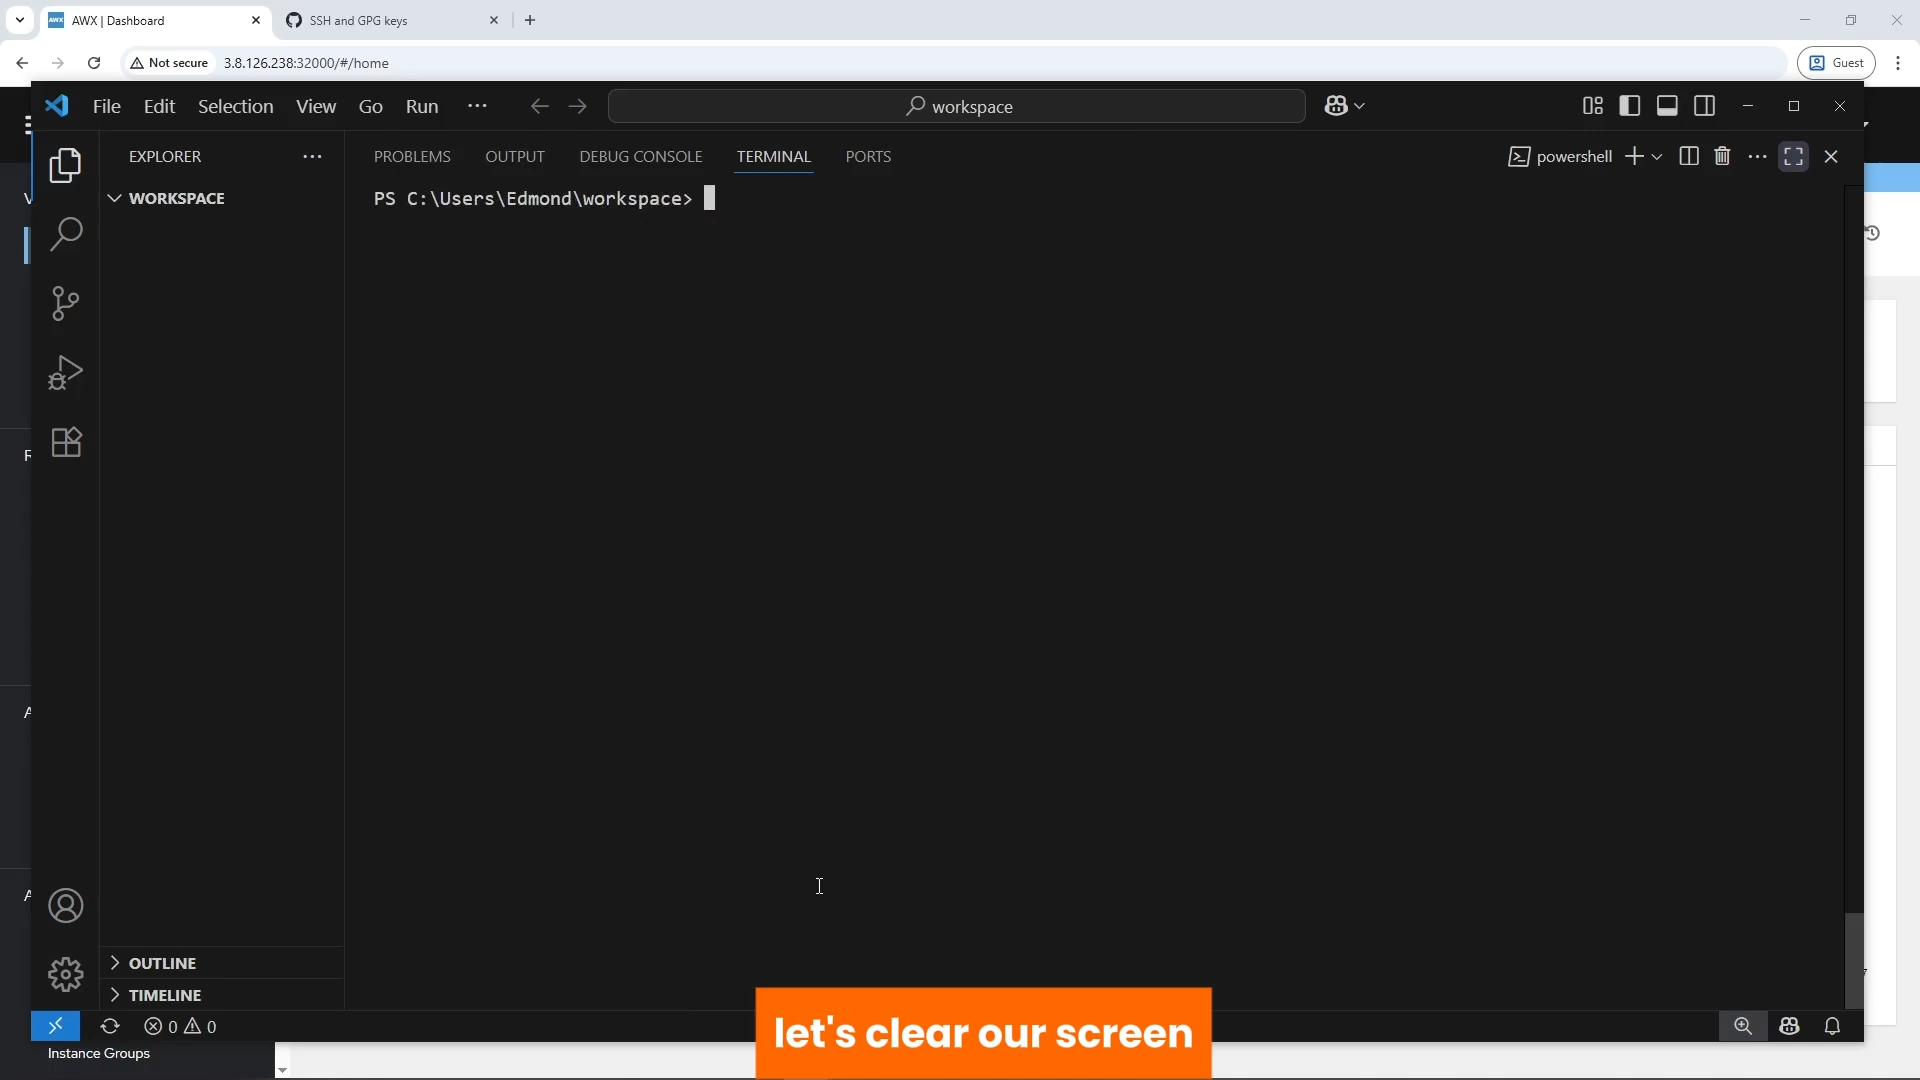 AWX | Dashboard
SSH and GPG keys
Not secure
3.8.126.238:32000/#/home
Guest
File Edit Selection View Go Run
workspace
EXPLORER
PROBLEMS OUTPUT DEBUG CONSOLE TERMINAL PORTS
powershell
WORKSPACE
PS C:\Users\Edmond\workspace>
OUTLINE
TIMELINE
0 0
let's clear our screen
Instance Groups